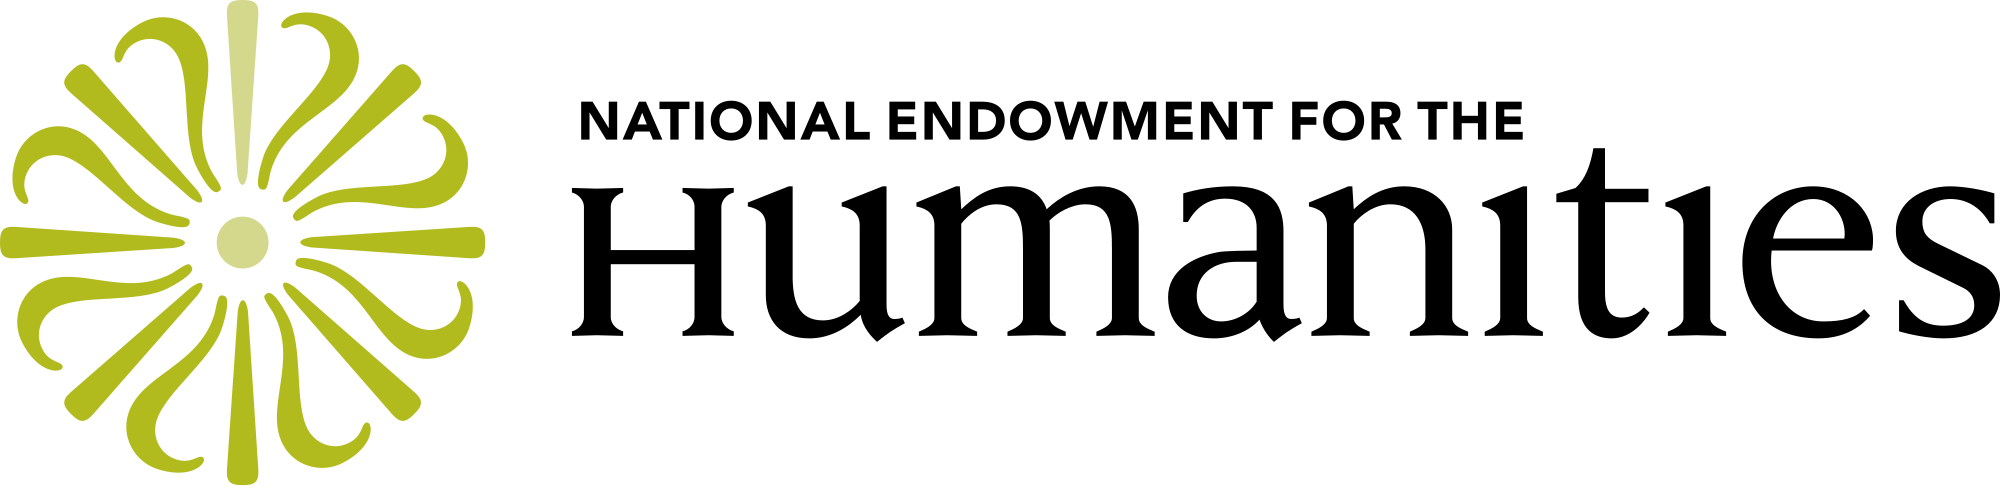 NATIONAL ENDOWMENT FOR THE
Humanities